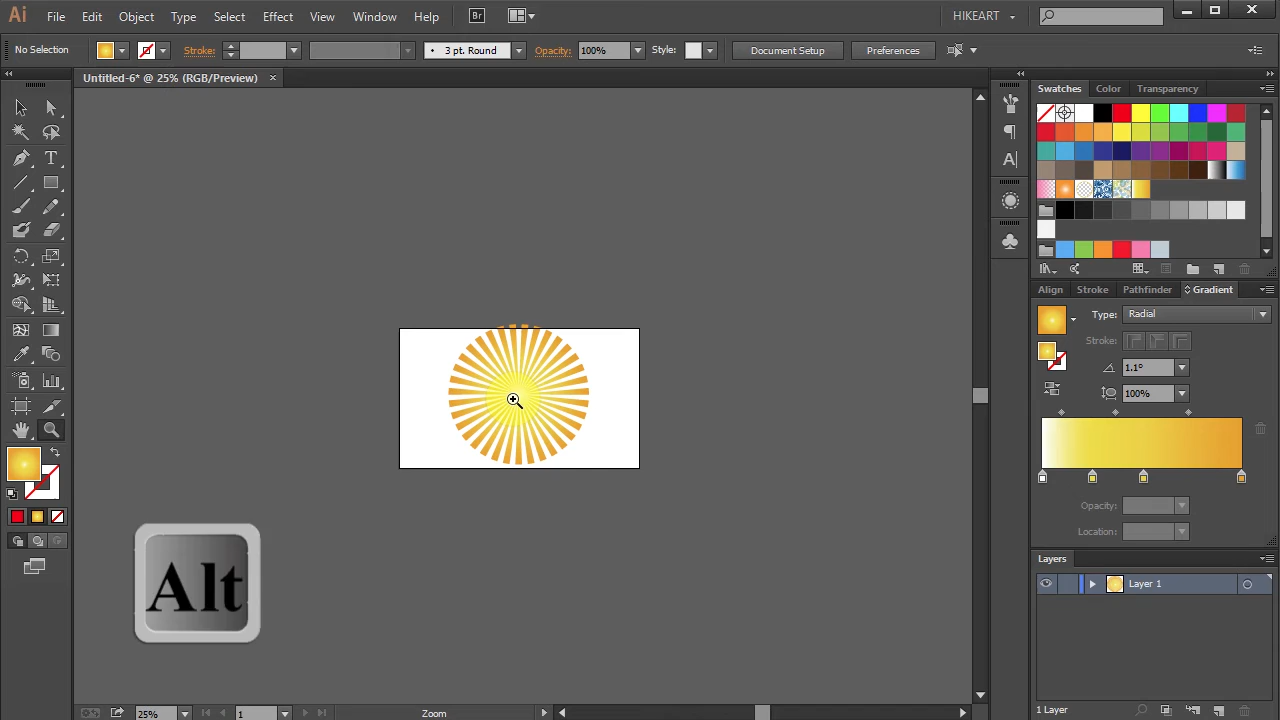 Ai File Edit Object Type Select Effect View Window Help Br HIKEART
No Selection Stroke: 3 pt. Round Opacity: 100% Style: Document Setup Preferences
Untitled-6* @ 25% (RGB/Preview)
Swatches Color Transparency
Align Stroke Pathfinder Gradient
Type: Radial
Stroke:
1.1°
100%
Opacity:
Location:
Layers
Layer 1
Alt
25% 1 Zoom
1 Layer